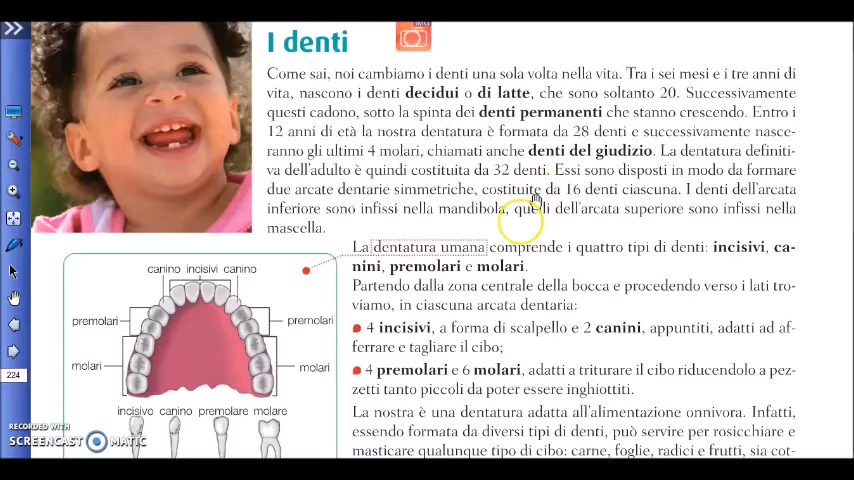 I denti
Come sai, noi cambiamo i denti una sola volta nella vita. Tra i sei mesi e i tre anni di
vita, nascono i denti decidui o di latte, che sono soltanto 20. Successivamente
questi cadono, sotto la spinta dei denti permanenti che stanno crescendo. Entro i
12 anni di età la nostra dentatura è formata da 28 denti e successivamente nasce-
ranno gli ultimi 4 molari, chiamati anche denti del giudizio. La dentatura definiti-
va dell'adulto è quindi costituita da 32 denti. Essi sono disposti in modo da formare
due arcate dentarie simmetriche, costituite da 16 denti ciascuna. I denti dell'arcata
inferiore sono infissi nella mandibola, quelli dell'arcata superiore sono infissi nella
mascella.
La dentatura umana comprende i quattro tipi di denti: incisivi, ca-
nini, premolari e molari.
Partendo dalla zona centrale della bocca e procedendo verso i lati tro-
viamo, in ciascuna arcata dentaria:
4 incisivi, a forma di scalpello e 2 canini, appuntiti, adatti ad af-
ferrare e tagliare il cibo;
4 premolari e 6 molari, adatti a triturare il cibo riducendolo a pez-
zetti tanto piccoli da poter essere inghiottiti.
La nostra è una dentatura adatta all'alimentazione onnivora. Infatti,
essendo formata da diversi tipi di denti, può servire per rosicchiare e
masticare qualunque tipo di cibo: carne, foglie, radici e frutti, sia cot-
canino incisivi canino
premolari premolari
molari molari
incisivo canino premolare molare
224
RECORDED WITH
SCREENCAST MATIC